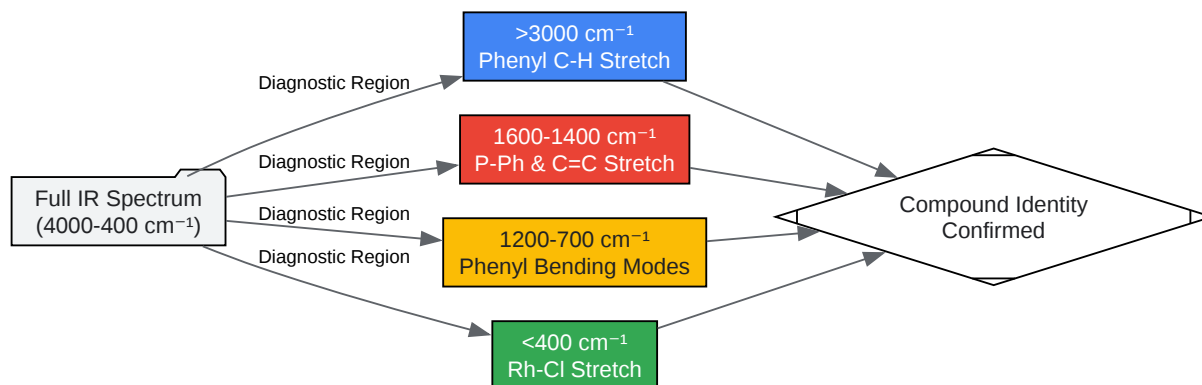 >3000 cm⁻¹
Phenyl C-H Stretch
Diagnostic Region
1600-1400 cm⁻¹
P-Ph & C=C Stretch
Diagnostic Region
Full IR Spectrum
(4000-400 cm⁻¹)
Compound Identity
Confirmed
Diagnostic Region
1200-700 cm⁻¹
Phenyl Bending Modes
Diagnostic Region
<400 cm⁻¹
Rh-Cl Stretch